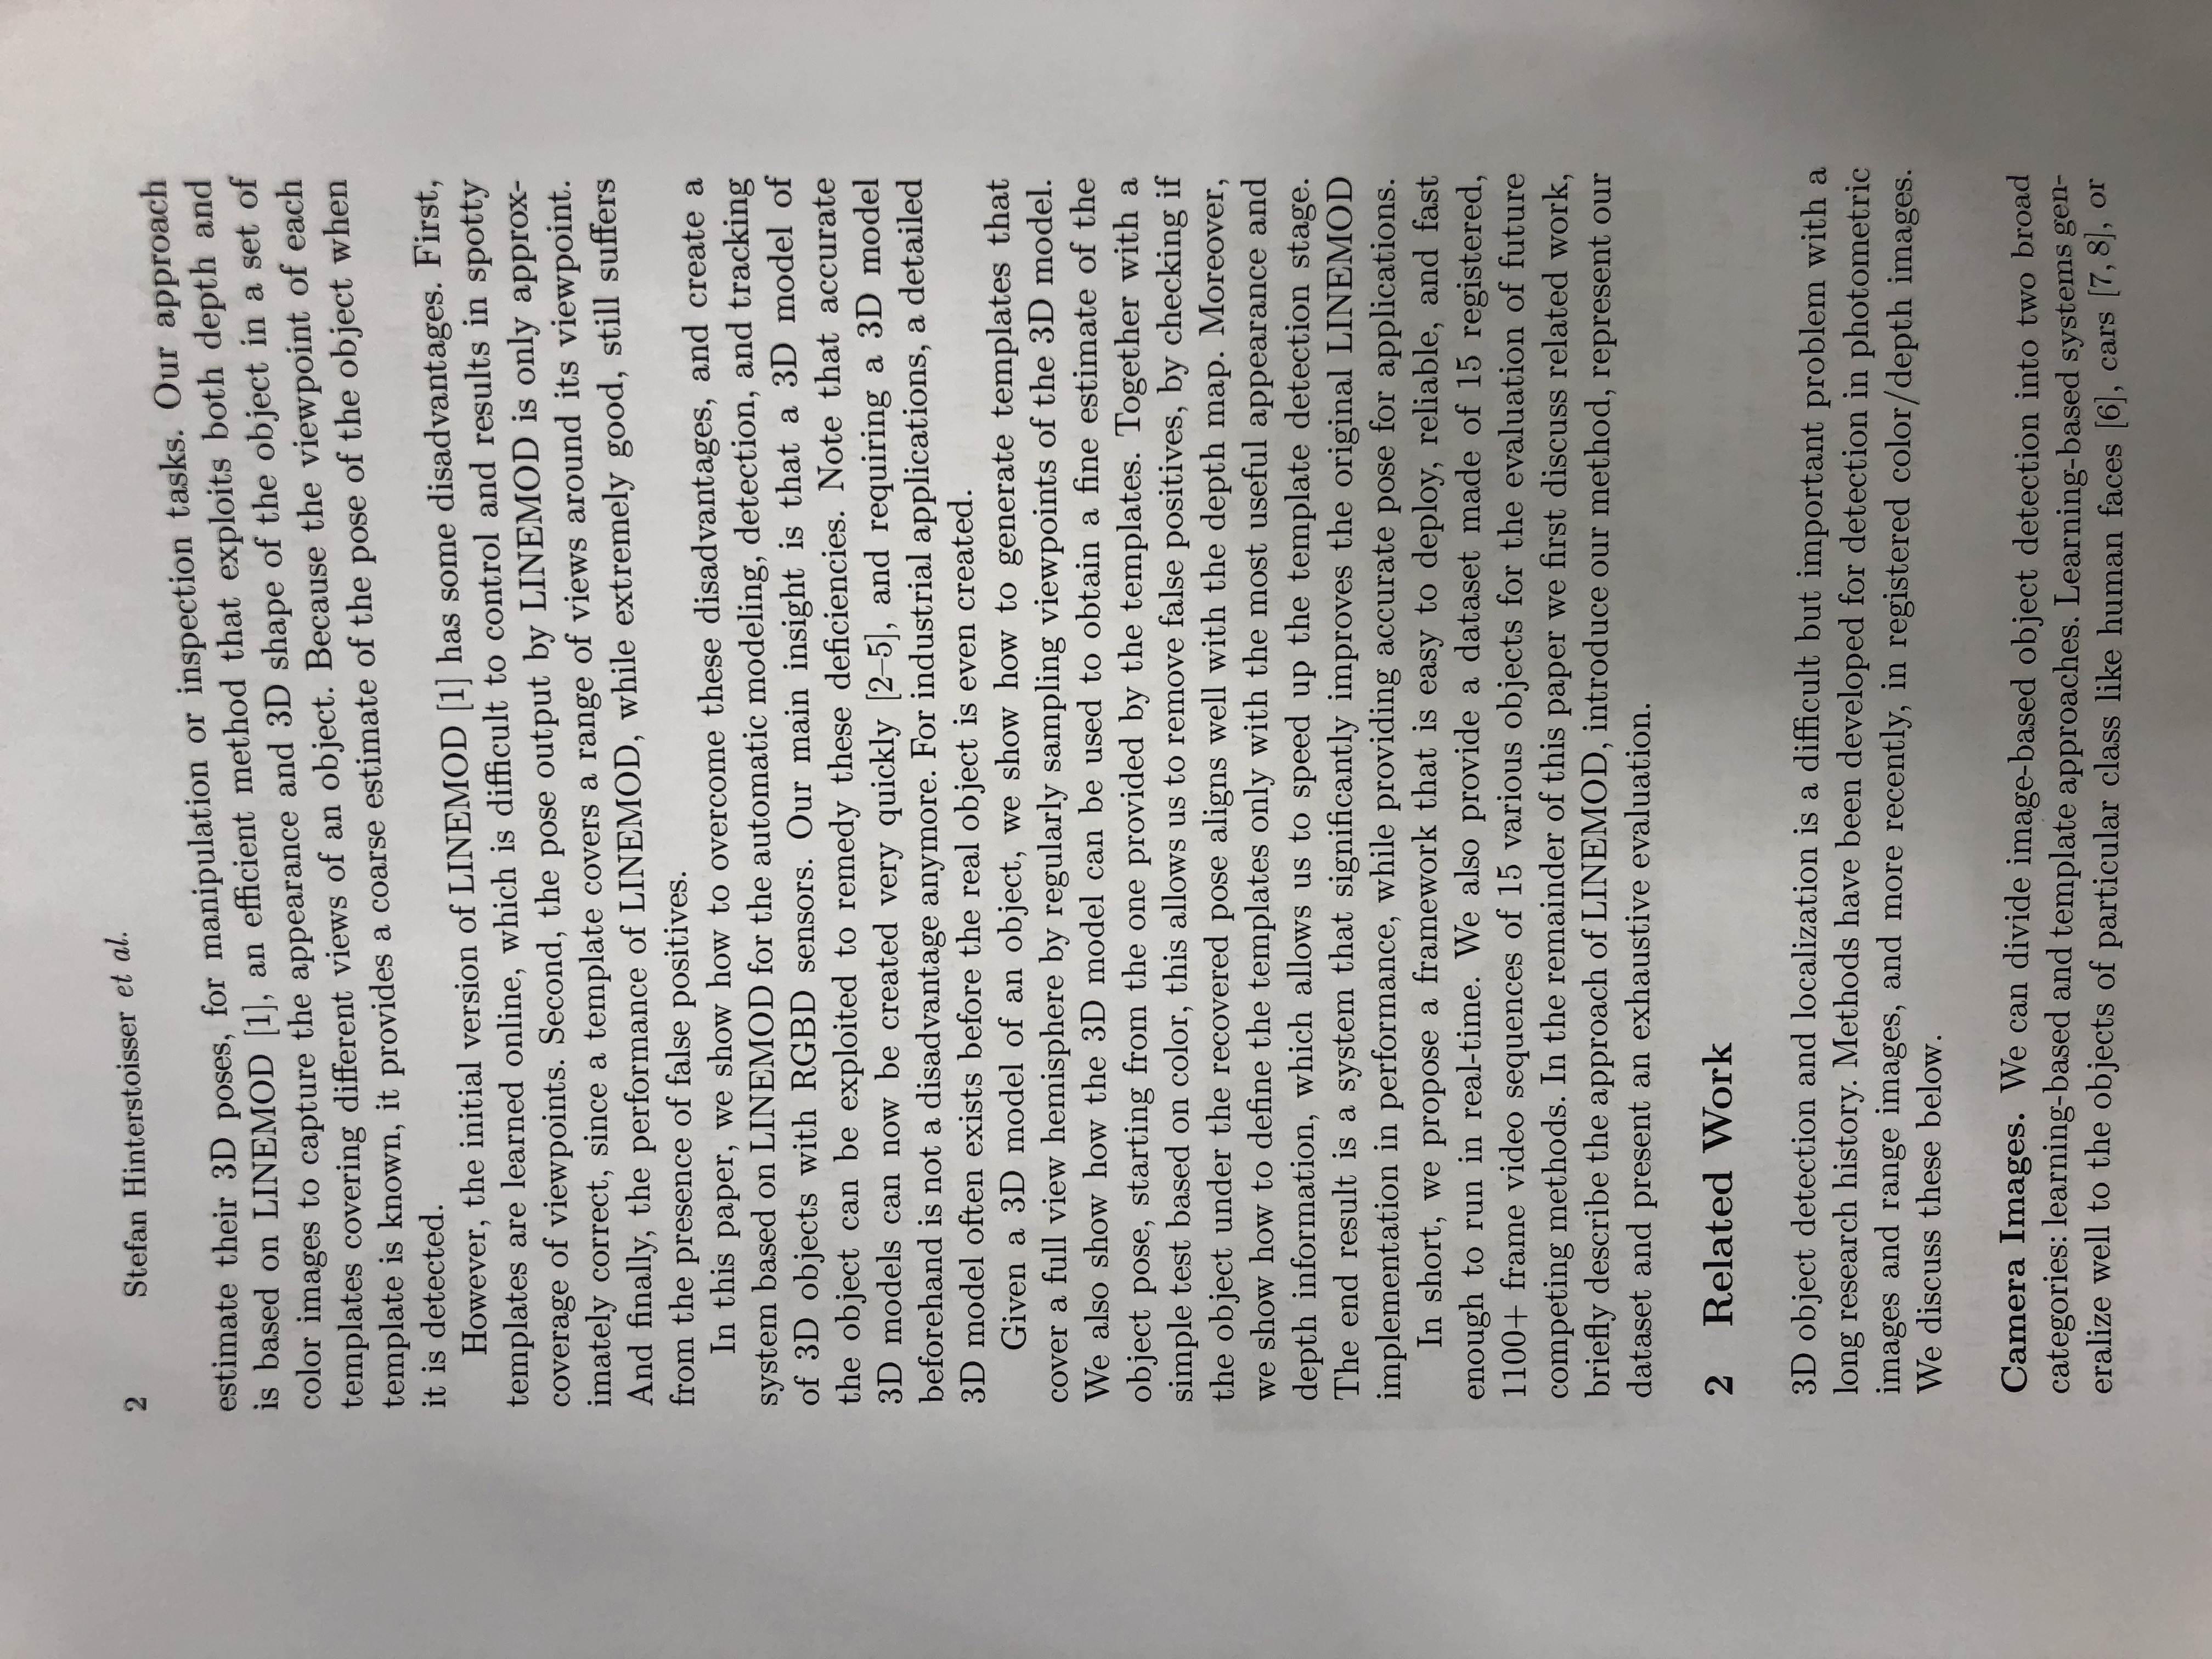 2 Stefan Hinterstoisser et al.
estimate their 3D poses, for manipulation or inspection tasks. Our approach
is based on LINEMOD [1], an efficient method that exploits both depth and
color images to capture the appearance and 3D shape of the object in a set of
templates covering different views of an object. Because the viewpoint of each
template is known, it provides a coarse estimate of the pose of the object when
it is detected.
However, the initial version of LINEMOD [1] has some disadvantages. First,
templates are learned online, which is difficult to control and results in spotty
coverage of viewpoints. Second, the pose output by LINEMOD is only approx-
imately correct, since a template covers a range of views around its viewpoint.
And finally, the performance of LINEMOD, while extremely good, still suffers
from the presence of false positives.
In this paper, we show how to overcome these disadvantages, and create a
system based on LINEMOD for the automatic modeling, detection, and tracking
of 3D objects with RGBD sensors. Our main insight is that a 3D model of
the object can be exploited to remedy these deficiencies. Note that accurate
3D models can now be created very quickly [2–5], and requiring a 3D model
beforehand is not a disadvantage anymore. For industrial applications, a detailed
3D model often exists before the real object is even created.
Given a 3D model of an object, we show how to generate templates that
cover a full view hemisphere by regularly sampling viewpoints of the 3D model.
We also show how the 3D model can be used to obtain a fine estimate of the
object pose, starting from the one provided by the templates. Together with a
simple test based on color, this allows us to remove false positives, by checking if
the object under the recovered pose aligns well with the depth map. Moreover,
we show how to define the templates only with the most useful appearance and
depth information, which allows us to speed up the template detection stage.
The end result is a system that significantly improves the original LINEMOD
implementation in performance, while providing accurate pose for applications.
In short, we propose a framework that is easy to deploy, reliable, and fast
enough to run in real-time. We also provide a dataset made of 15 registered,
1100+ frame video sequences of 15 various objects for the evaluation of future
competing methods. In the remainder of this paper we first discuss related work,
briefly describe the approach of LINEMOD, introduce our method, represent our
dataset and present an exhaustive evaluation.
2 Related Work
3D object detection and localization is a difficult but important problem with a
long research history. Methods have been developed for detection in photometric
images and range images, and more recently, in registered color/depth images.
We discuss these below.
Camera Images. We can divide image-based object detection into two broad
categories: learning-based and template approaches. Learning-based systems gen-
eralize well to the objects of particular class like human faces [6], cars [7, 8], or